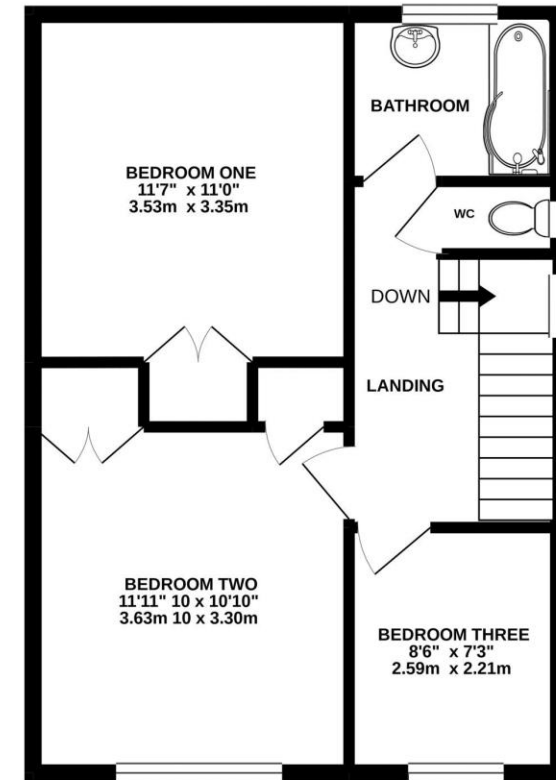 BATHROOM
BEDROOM ONE
11'7" x 11'0"
3.53m x 3.35m
WC
DOWN
LANDING
BEDROOM TWO
11'11" 10 x 10'10"
3.63m 10 x 3.30m
BEDROOM THREE
8'6" x 7'3"
2.59m x 2.21m